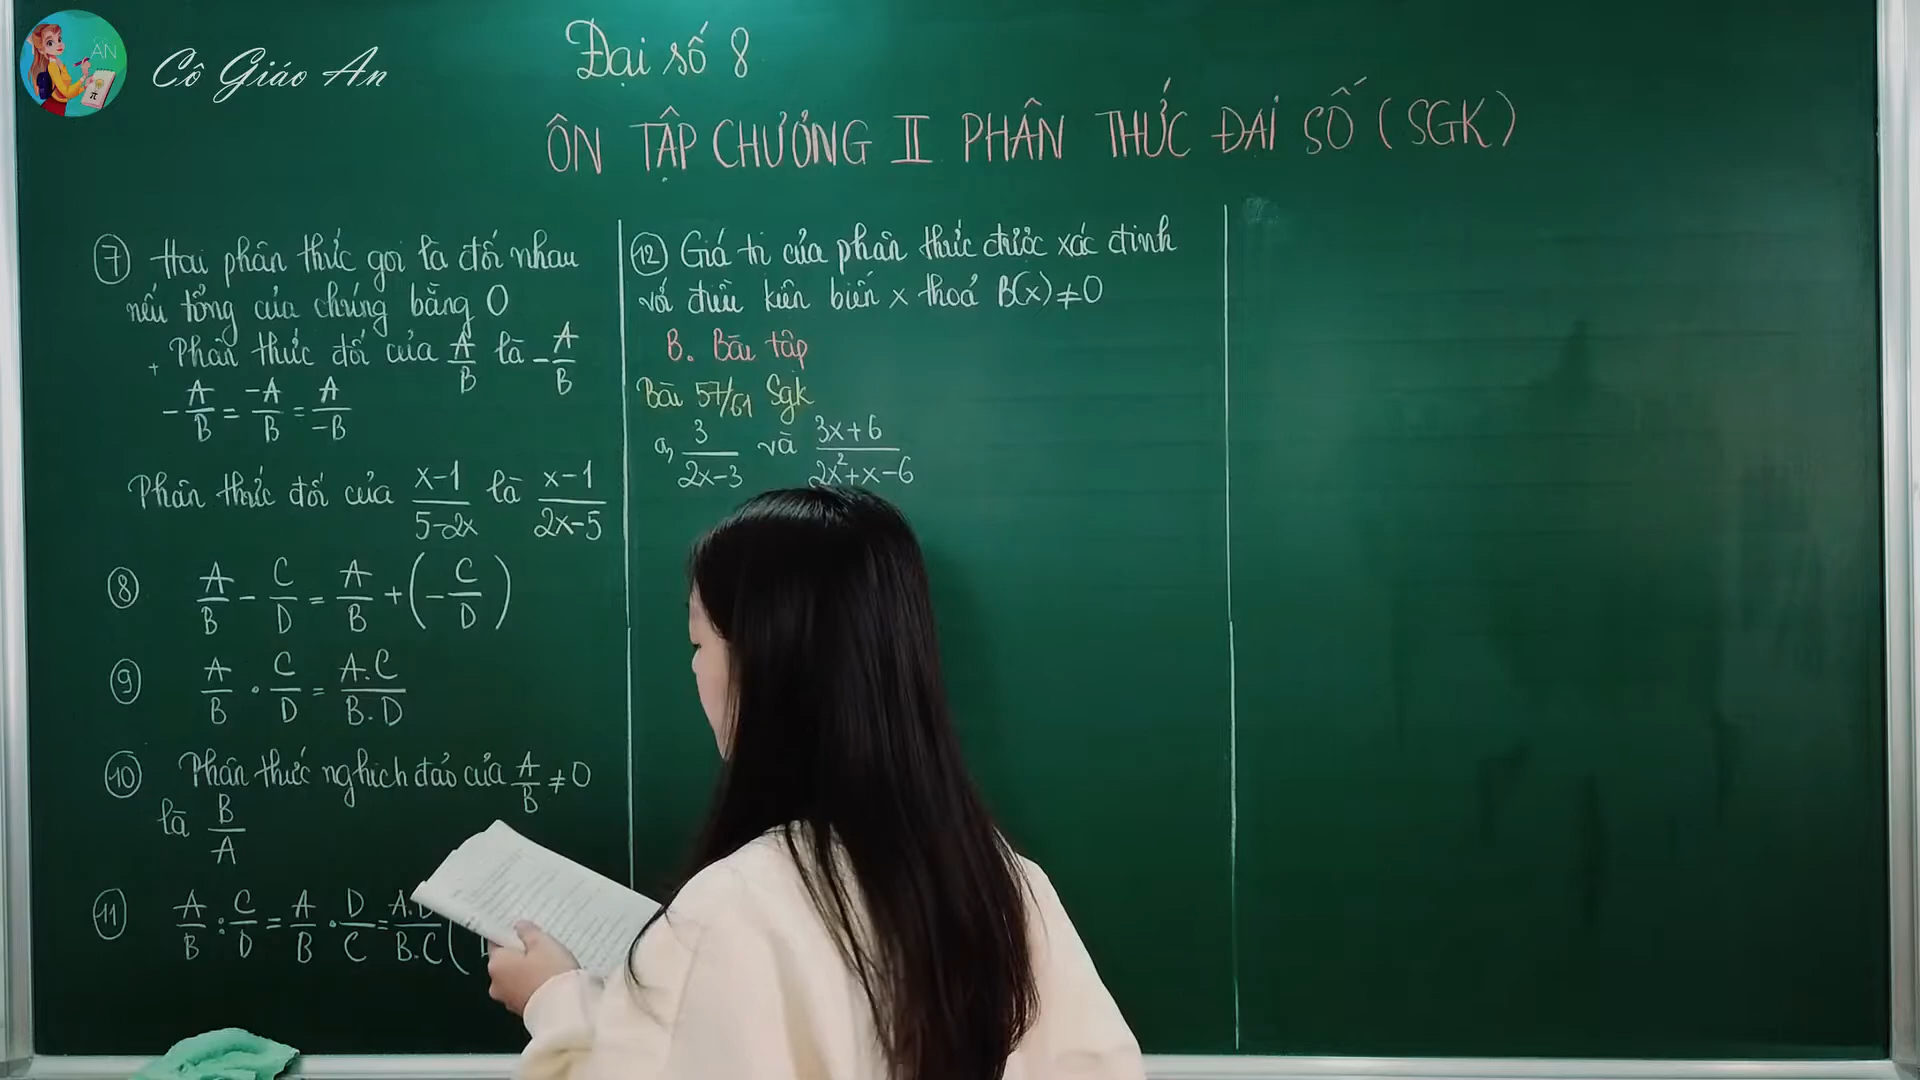 ÂN
Cô Giáo An
Đại số 8
ÔN TẬP CHƯƠNG II PHÂN THỨC ĐẠI SỐ (SGK)
⑦ Hai phân thức gọi là đối nhau
nếu tổng của chúng bằng 0
+ Phân thức đối của A/B là -A/B
-A/B = -A/B = A/-B
Phân thức đối của x-1/5-2x là x-1/2x-5
⑧ A/B - C/D = A/B + (-C/D)
⑨ A/B . C/D = A.C/B.D
⑩ Phân thức nghịch đảo của A/B ≠ 0
là B/A
⑪ A/B : C/D = A/B . D/C = A.D/B.C (
⑫ Giá trị của phân thức được xác định
với điều kiện biến x thoả B(x) ≠ 0
B. Bài tập
Bài 57/61 Sgk
a, 3/2x-3 và 3x+6/2x²+x-6